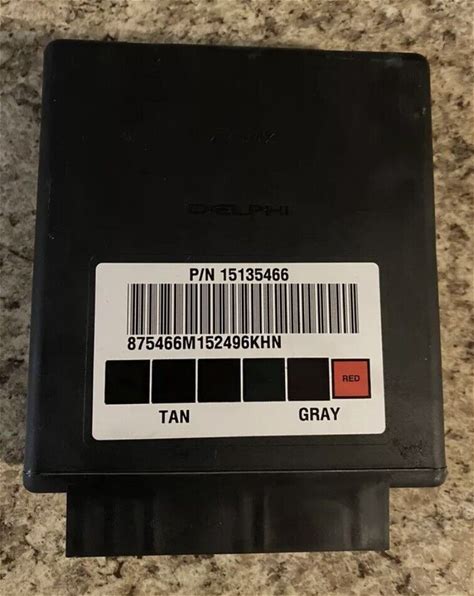 DELPHI
P/N 15135466
875466M152496KHN
RED
TAN GRAY